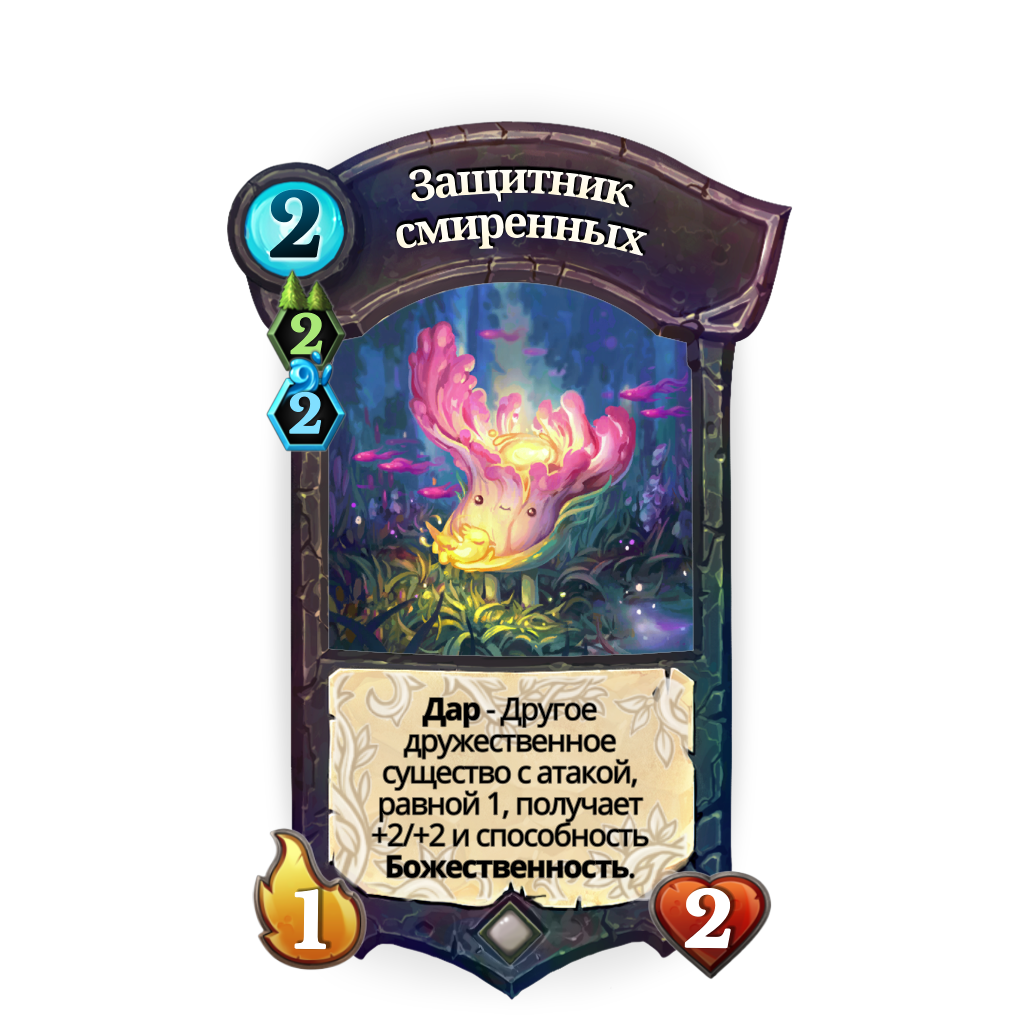 Защитник
смиренных
2
2
2
Дар - Другое
дружественное
существо с атакой,
равной 1, получает
+2/+2 и способность
Божественность.
1
2